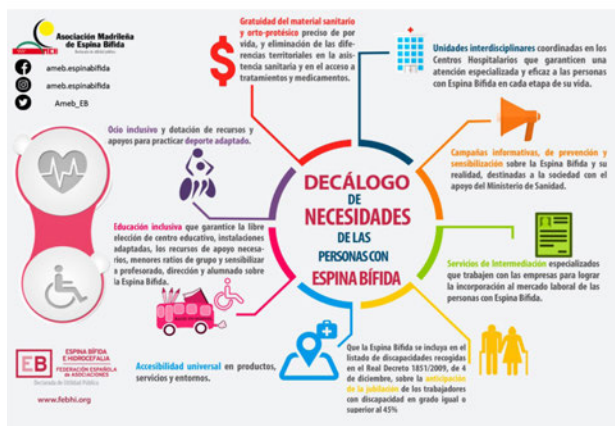 Asociación Madrileña
de Espina Bífida
ameb.espinabifida
ameb.espinabifida
Ameb_EB
Gratuidad del material sanitario
y orto-protésico preciso de por
vida, y eliminación de las dife-
rencias territoriales en la asis-
tencia sanitaria y en el acceso a
tratamientos y medicamentos.
Unidades interdisciplinares coordinadas en los
Centros Hospitalarios que garanticen una
atención especializada y eficaz a las personas
con Espina Bífida en cada etapa de su vida.
Ocio inclusivo y dotación de recursos y
apoyos para practicar deporte adaptado.
Campañas informativas, de prevención y
sensibilización sobre la Espina Bífida y su
realidad, destinadas a la sociedad con el
apoyo del Ministerio de Sanidad.
DECÁLOGO
DE
NECESIDADES
DE LAS
PERSONAS CON
ESPINA BÍFIDA
Educación inclusiva que garantice la libre
elección de centro educativo, instalaciones
adaptadas, los recursos de apoyo necesa-
rios, menores ratios de grupo y sensibilizar
a profesorado, dirección y alumnado sobre
la Espina Bífida.
Servicios de Intermediación especializados
que trabajen con las empresas para lograr
la incorporación al mercado laboral de las
personas con Espina Bífida.
Accesibilidad universal en productos,
servicios y entornos.
Que la Espina Bífida se incluya en el
listado de discapacidades recogidas
en el Real Decreto 1851/2009, de 4
de diciembre, sobre la anticipación
de la jubilación de los trabajadores
con discapacidad en grado igual o
superior al 45%
EB
ESPINA BÍFIDA
E HIDROCEFALIA
FEDERACIÓN ESPAÑOLA
de ASOCIACIONES
Declarada de Utilidad Pública
www.febhi.org